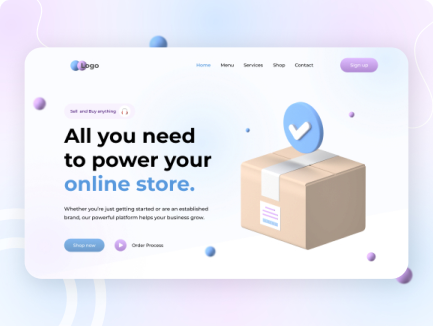 Logo
Home Menu Services Shop Contact
Sign up
Sell and Buy anything
All you need
to power your
online store.
Whether you're just getting started or are an established
brand, our powerful platform helps your business grow.
Shop now
Order Process